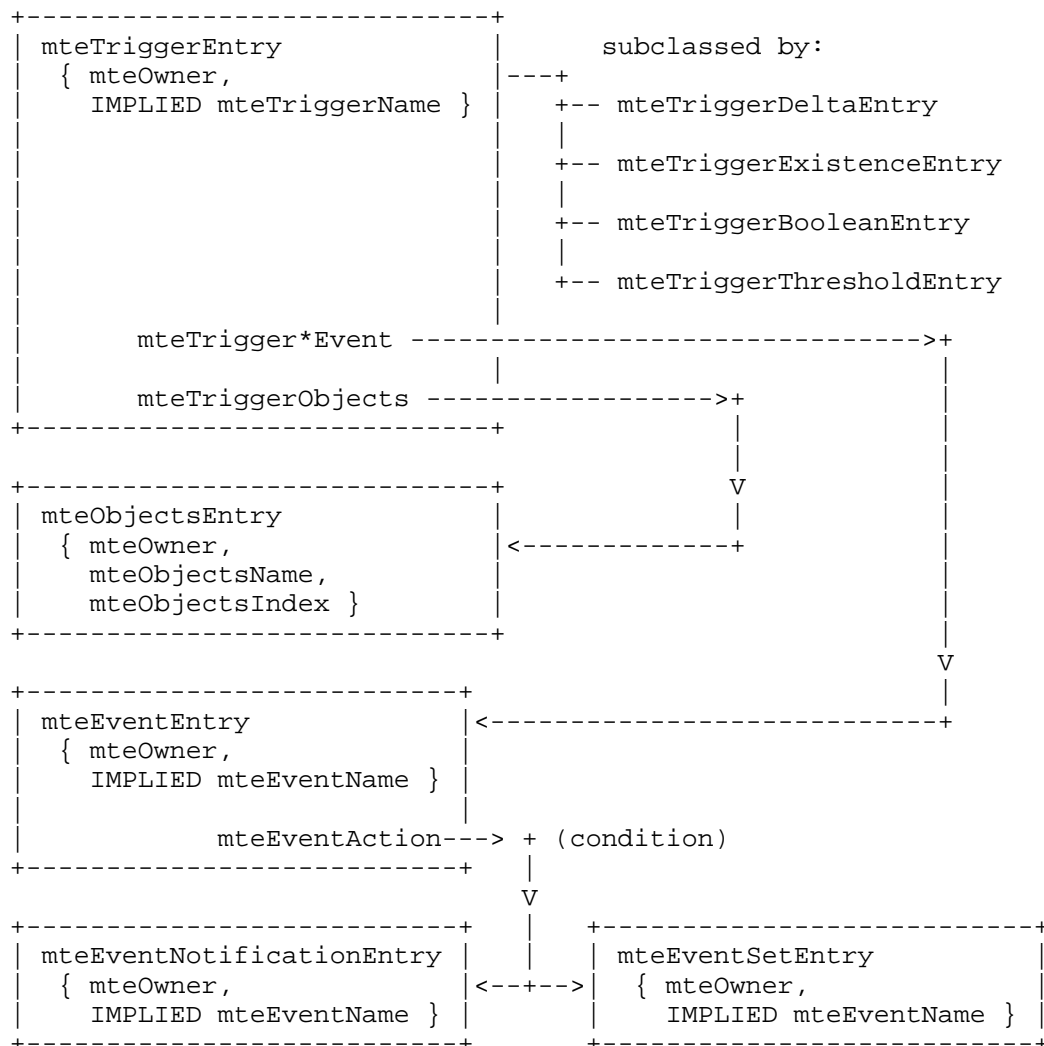 mteTriggerEntry subclassed by:
{ mteOwner,
IMPLIED mteTriggerName }
mteTriggerDeltaEntry
mteTriggerExistenceEntry
mteTriggerBooleanEntry
mteTriggerThresholdEntry
mteTrigger*Event
mteTriggerObjects
V
mteObjectsEntry
{ mteOwner,
mteObjectsName,
mteObjectsIndex }
V
mteEventEntry
{ mteOwner,
IMPLIED mteEventName }
mteEventAction---> + (condition)
V
mteEventNotificationEntry mteEventSetEntry
{ mteOwner, { mteOwner,
IMPLIED mteEventName } IMPLIED mteEventName }